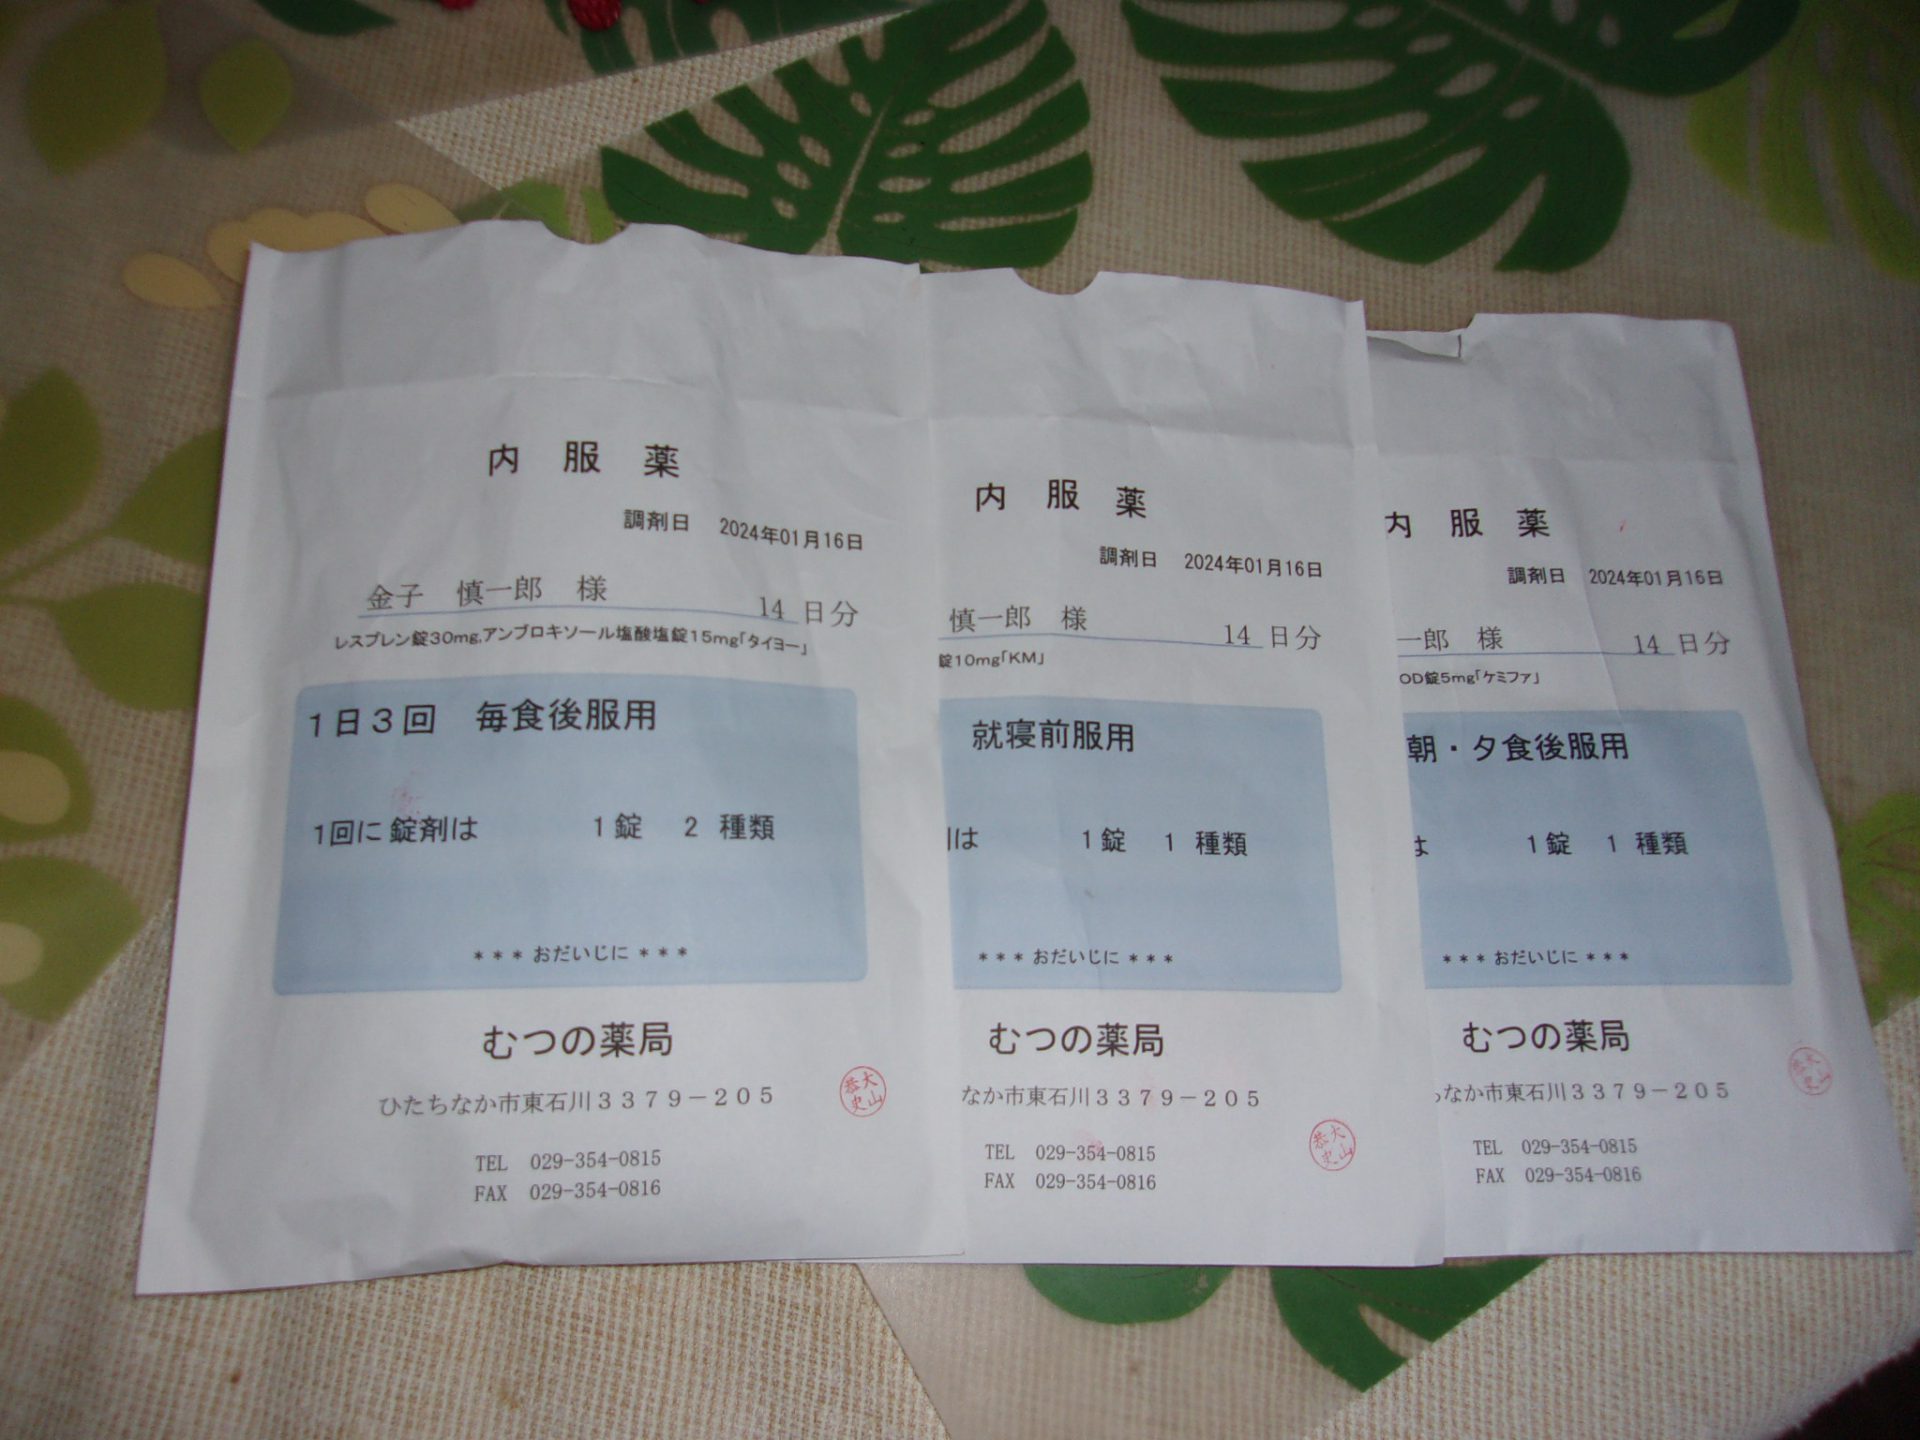 内 服 薬
調剤日 2024年01月16日
金子 慎一郎 様 14 日分
レスプレン錠30mg,アンブロキソール塩酸塩錠15mg「タイヨー」
1日3回 毎食後服用
1回に 錠剤は 1 錠 2 種類
*** おだいじに ***
むつの薬局
ひたちなか市東石川3379-205
大山恭史
TEL 029-354-0815
FAX 029-354-0816
内 服 薬
調剤日 2024年01月16日
慎一郎 様 14 日分
錠10mg「KM」
就寝前服用
は 1 錠 1 種類
*** おだいじに ***
むつの薬局
なか市東石川3379-205
大山恭史
TEL 029-354-0815
FAX 029-354-0816
内 服 薬
調剤日 2024年01月16日
一郎 様 14 日分
OD錠5mg「ケミファ」
朝・夕食後服用
は 1 錠 1 種類
*** おだいじに ***
むつの薬局
なか市東石川3379-205
大山恭史
TEL 029-354-0815
FAX 029-354-0816